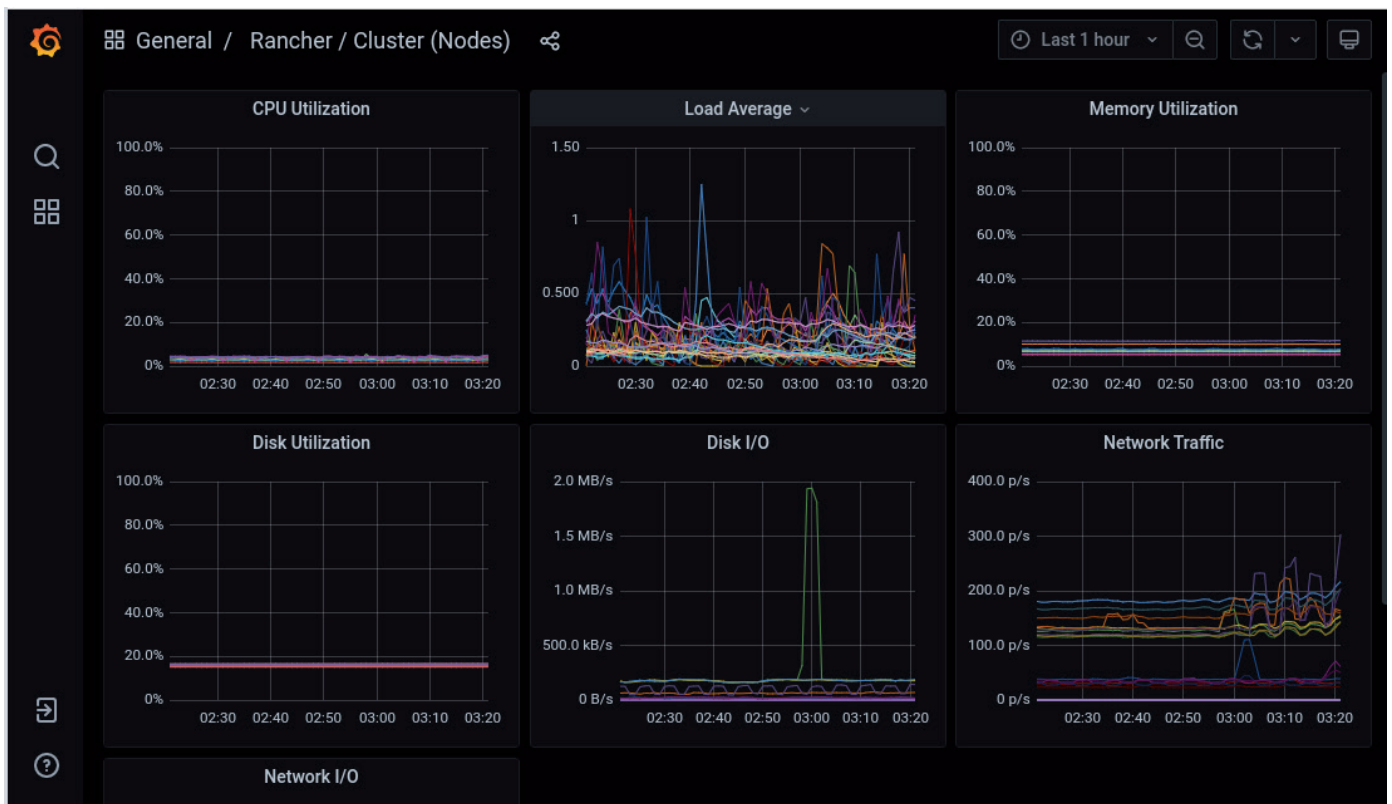 General / Rancher / Cluster (Nodes)
Last 1 hour
CPU Utilization
100.0%
80.0%
60.0%
40.0%
20.0%
0%
02:30 02:40 02:50 03:00 03:10 03:20
Load Average
1.50
1
0.500
0
02:30 02:40 02:50 03:00 03:10 03:20
Memory Utilization
100.0%
80.0%
60.0%
40.0%
20.0%
0%
02:30 02:40 02:50 03:00 03:10 03:20
Disk Utilization
100.0%
80.0%
60.0%
40.0%
20.0%
0%
02:30 02:40 02:50 03:00 03:10 03:20
Disk I/O
2.0 MB/s
1.5 MB/s
1.0 MB/s
500.0 kB/s
0 B/s
02:30 02:40 02:50 03:00 03:10 03:20
Network Traffic
400.0 p/s
300.0 p/s
200.0 p/s
100.0 p/s
0 p/s
02:30 02:40 02:50 03:00 03:10 03:20
Network I/O